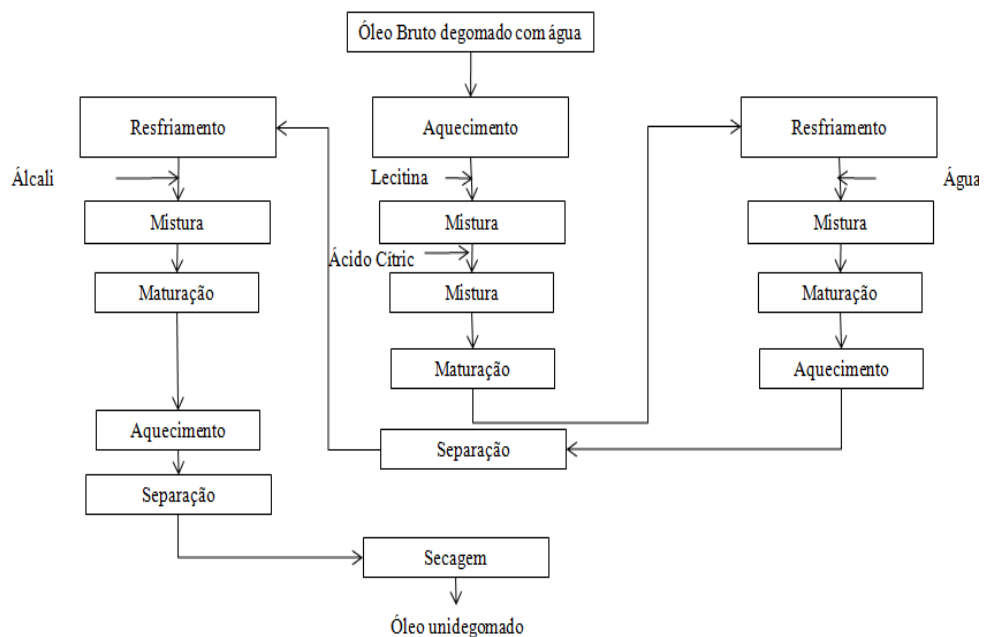 Óleo Bruto degomado com água
Aquecimento
Lecitina
Mistura
Ácido Cítric
Mistura
Maturação
Resfriamento
Água
Mistura
Maturação
Aquecimento
Separação
Resfriamento
Álcali
Mistura
Maturação
Aquecimento
Separação
Secagem
Óleo unidegomado